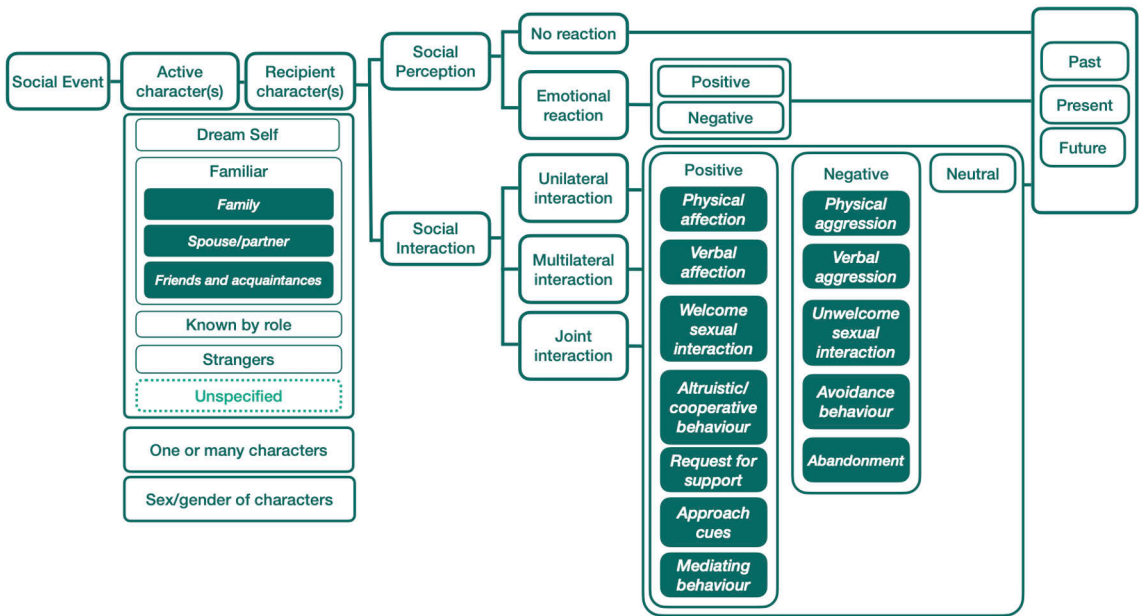 Social Event
Active
character(s)
Recipient
character(s)
Dream Self
Familiar
Family
Spouse/partner
Friends and acquaintances
Known by role
Strangers
Unspecified
One or many characters
Sex/gender of characters
Social
Perception
No reaction
Emotional
reaction
Positive
Negative
Social
Interaction
Unilateral
interaction
Multilateral
interaction
Joint
interaction
Positive
Physical
affection
Verbal
affection
Welcome
sexual
interaction
Altruistic/
cooperative
behaviour
Request for
support
Approach
cues
Mediating
behaviour
Negative
Physical
aggression
Verbal
aggression
Unwelcome
sexual
interaction
Avoidance
behaviour
Abandonment
Neutral
Past
Present
Future